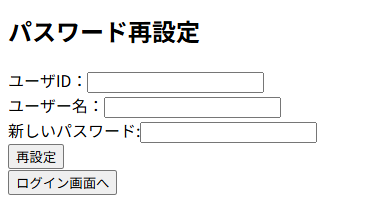 パスワード再設定
ユーザID：
ユーザー名：
新しいパスワード:
再設定
ログイン画面へ